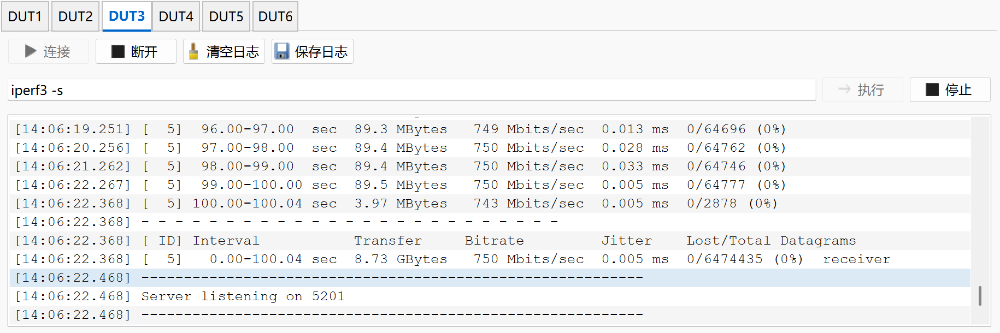 DUT1 DUT2 DUT3 DUT4 DUT5 DUT6
连接 断开 清空日志 保存日志
iperf3 -s 执行 停止
[14:06:19.251] [  5]  96.00-97.00  sec  89.3 MBytes   749 Mbits/sec  0.013 ms  0/64696 (0%)
[14:06:20.256] [  5]  97.00-98.00  sec  89.4 MBytes   750 Mbits/sec  0.028 ms  0/64762 (0%)
[14:06:21.262] [  5]  98.00-99.00  sec  89.4 MBytes   750 Mbits/sec  0.033 ms  0/64746 (0%)
[14:06:22.267] [  5]  99.00-100.00 sec  89.5 MBytes   750 Mbits/sec  0.005 ms  0/64777 (0%)
[14:06:22.368] [  5] 100.00-100.04 sec  3.97 MBytes   743 Mbits/sec  0.005 ms  0/2878 (0%)
[14:06:22.368] - - - - - - - - - - - - - - - - - - - - - - - - -
[14:06:22.368] [ ID] Interval           Transfer     Bitrate         Jitter    Lost/Total Datagrams
[14:06:22.368] [  5]   0.00-100.04 sec  8.73 GBytes   750 Mbits/sec  0.005 ms  0/6474435 (0%)  receiver
[14:06:22.468] -----------------------------------------------------------
[14:06:22.468] Server listening on 5201
[14:06:22.468] -----------------------------------------------------------